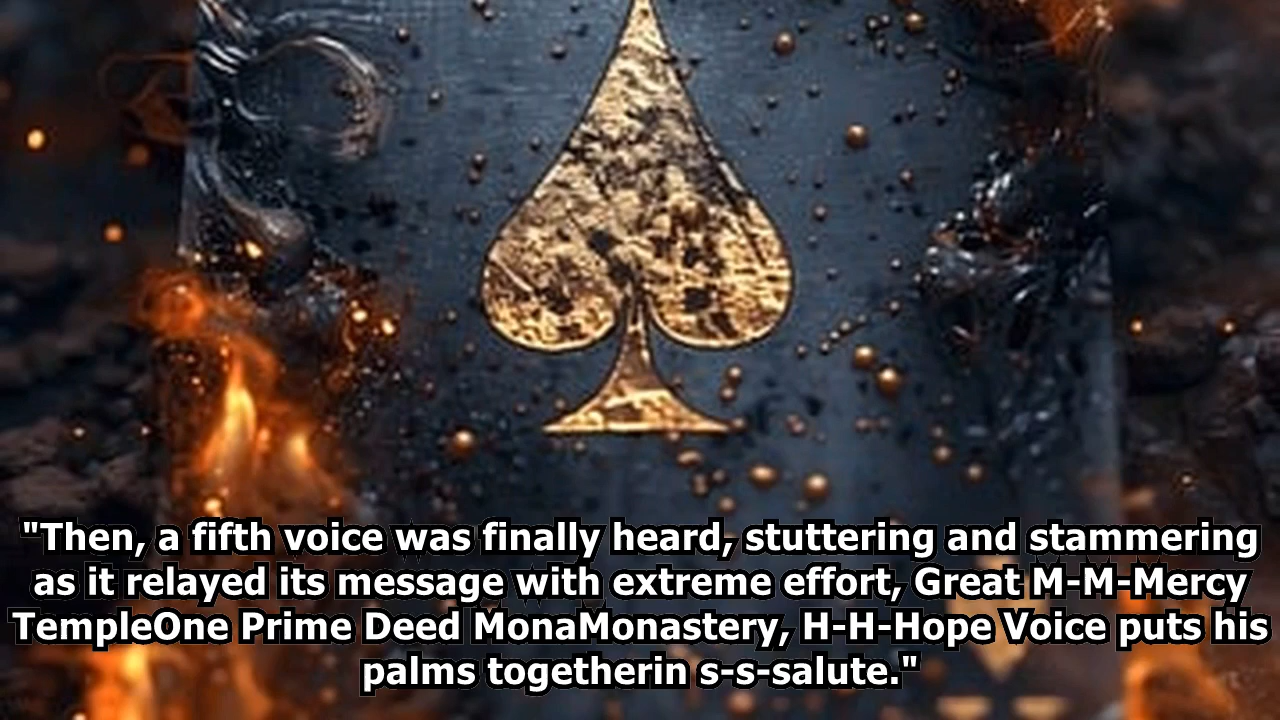 "Then, a fifth voice was finally heard, stuttering and stammering
as it relayed its message with extreme effort, Great M-M-Mercy
TempleOne Prime Deed MonaMonastery, H-H-Hope Voice puts his
palms togetherin s-s-salute."